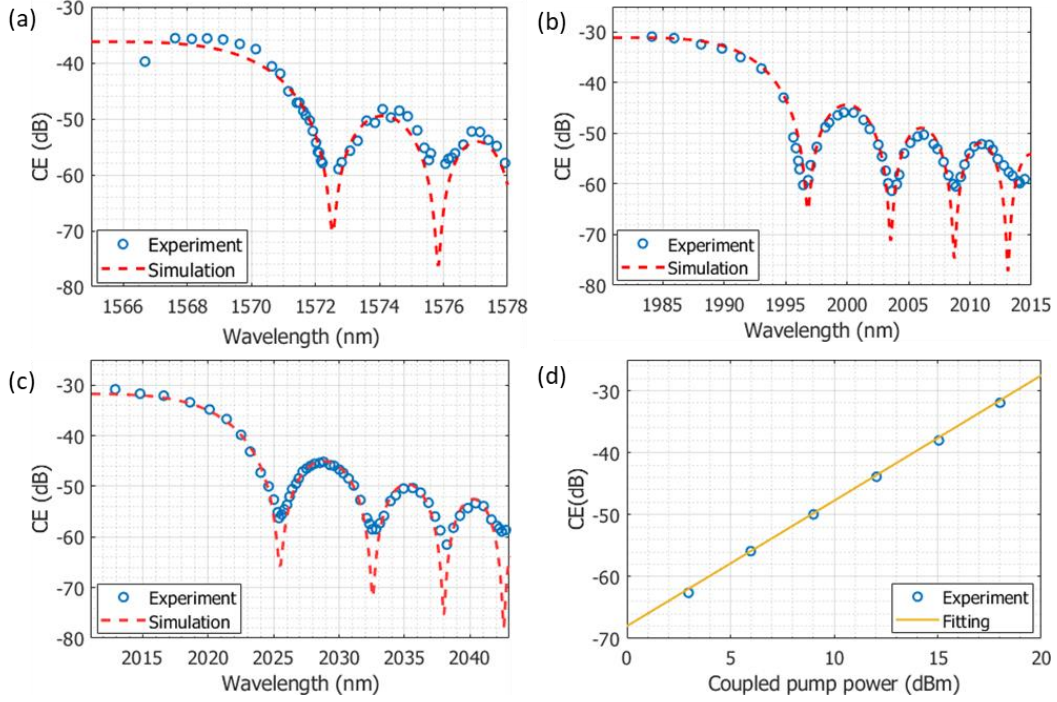 (a)
-30
-40
-50
-60
-70
-80
CE (dB)
Experiment
Simulation
1566 1568 1570 1572 1574 1576 1578
Wavelength (nm)
(b)
-30
-40
-50
-60
-70
-80
CE (dB)
Experiment
Simulation
1985 1990 1995 2000 2005 2010 2015
Wavelength (nm)
(c)
-30
-40
-50
-60
-70
-80
CE (dB)
Experiment
Simulation
2015 2020 2025 2030 2035 2040
Wavelength (nm)
(d)
-30
-40
-50
-60
-70
CE(dB)
Experiment
Fitting
0 5 10 15 20
Coupled pump power (dBm)